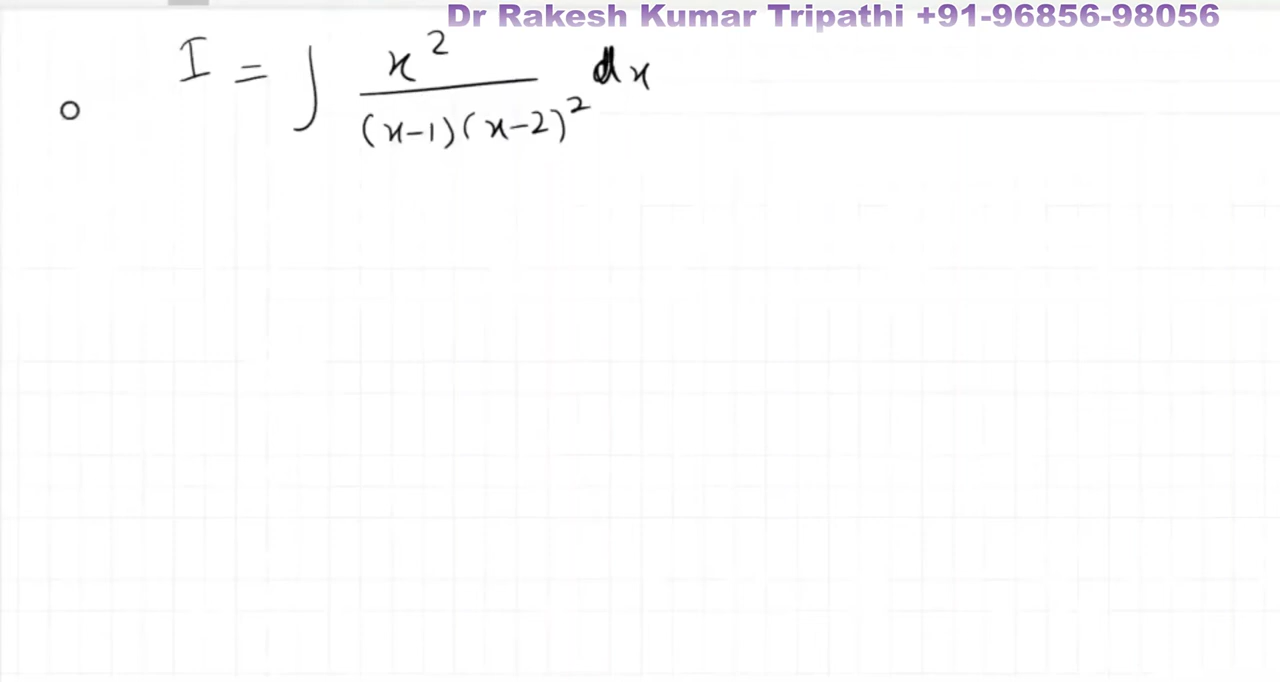 Dr Rakesh Kumar Tripathi +91-96856-98056
I = ∫ x² / (x-1)(x-2)² dx